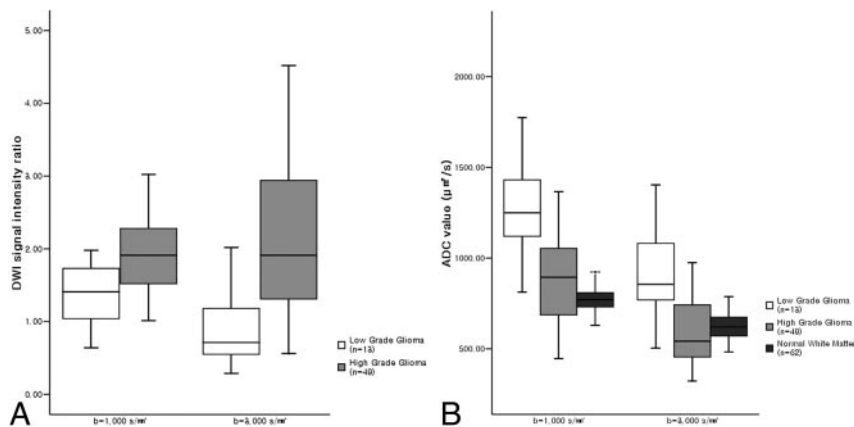 5.00
4.00
3.00
2.00
1.00
0.00
DWI signal intensity ratio
Low Grade Glioma
(n=13)
High Grade Glioma
(n=49)
b=1,000 s/㎟
b=3,000 s/㎟
A
2000.00
1500.00
1000.00
500.00
ADC value (μ㎡/s)
Low Grade Glioma
(n=13)
High Grade Glioma
(n=49)
Normal White Matter
(n=62)
b=1,000 s/㎟
b=3,000 s/㎟
B